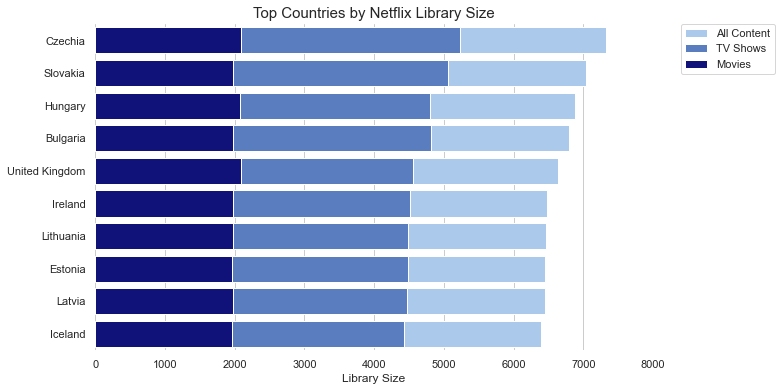 Top Countries by Netflix Library Size
All Content
TV Shows
Movies
Czechia
Slovakia
Hungary
Bulgaria
United Kingdom
Ireland
Lithuania
Estonia
Latvia
Iceland
0 1000 2000 3000 4000 5000 6000 7000 8000
Library Size